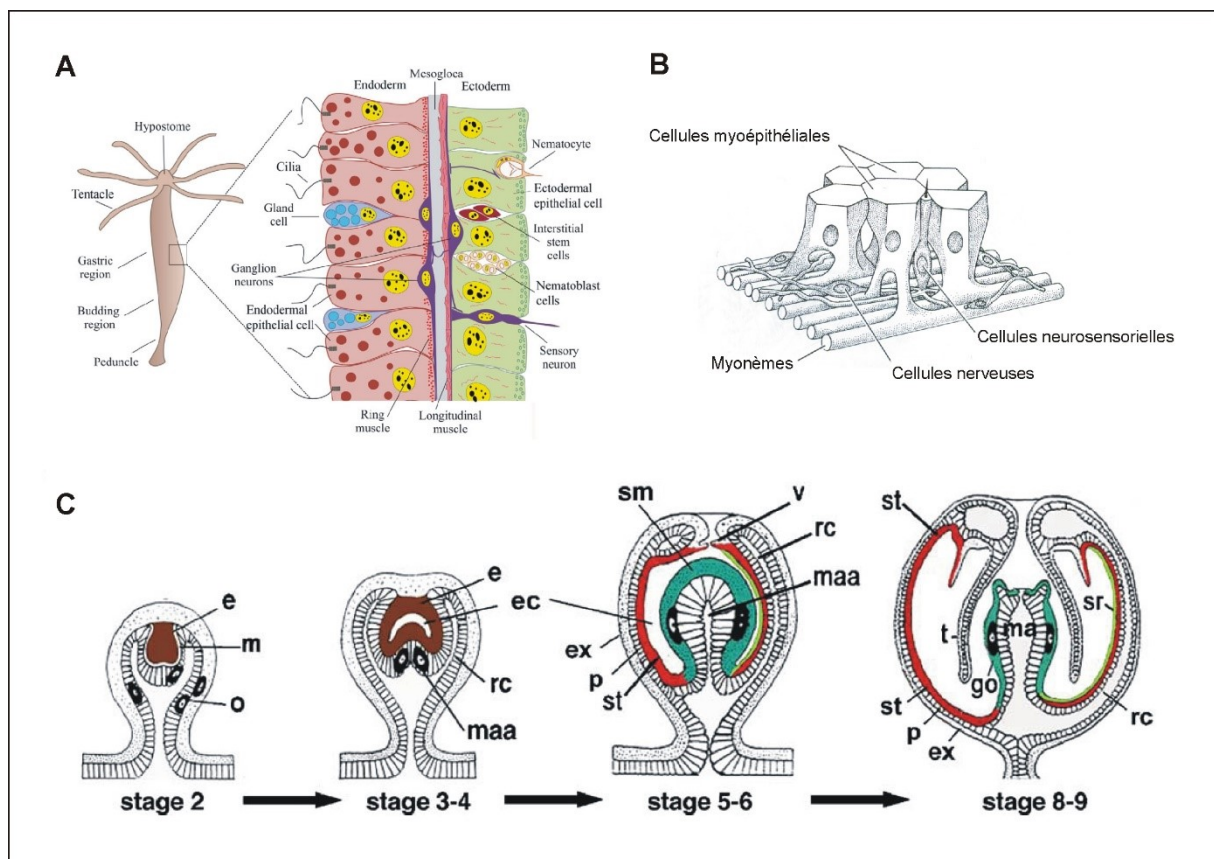 A
Hypostome
Tentacle
Gastric
region
Budding
region
Peduncle
Endoderm
Mesogloea
Ectoderm
Cilia
Gland
cell
Ganglion
neurons
Endodermal
epithelial cell
Ring
muscle
Longitudinal
muscle
Nematocyte
Ectodermal
epithelial cell
Interstitial
stem
cells
Nematoblast
cells
Sensory
neuron
B
Cellules myoépithéliales
Cellules neurosensorielles
Myonèmes
Cellules nerveuses
C
e
m
o
stage 2
e
ec
rc
maa
stage 3-4
sm
v
rc
maa
ex
p
st
stage 5-6
st
sr
t
ma
go
st
p
ex
rc
stage 8-9